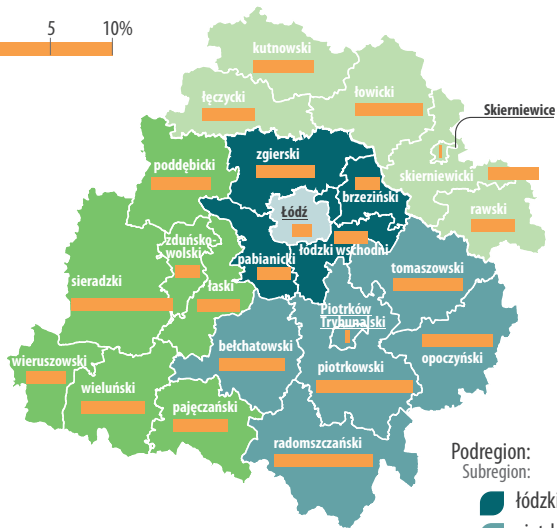 5 10%
kutnowski
łowicki
łęczycki
Skierniewice
zgierski
poddębicki
skierniewicki
brzeziński
rawski
Łódź
zduńsko-
wolski
łódzki wschodni
pabianicki
tomaszowski
sieradzki
łaski
Piotrków
Trybunalski
bełchatowski
opoczyński
wieruszowski
piotrkowski
wieluński
pajęczański
radomszczański
Podregion:
Subregion:
łódzki